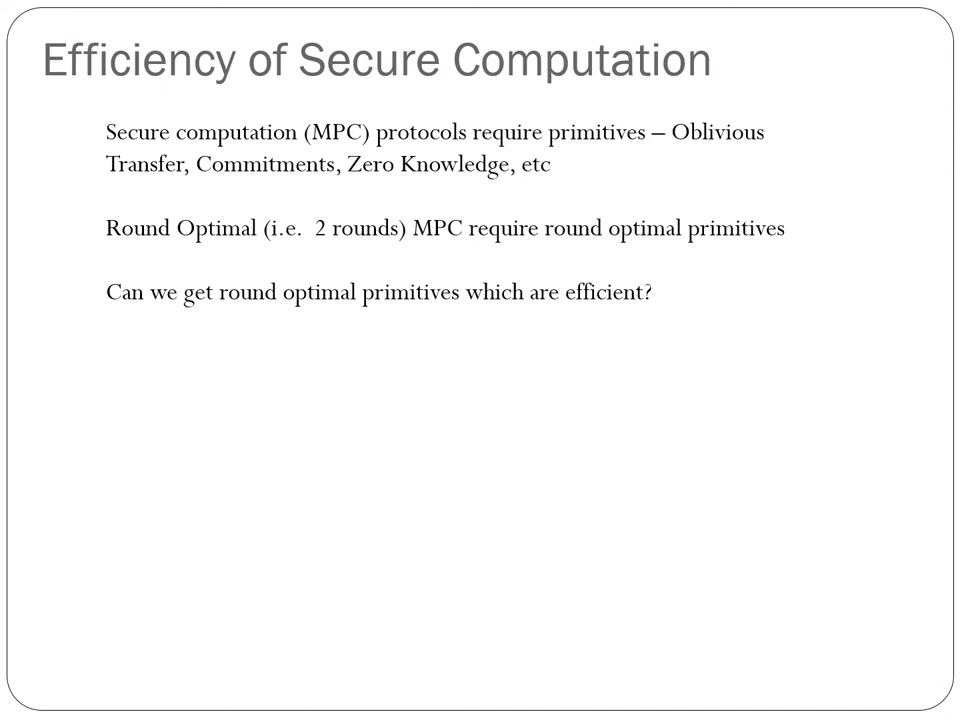 Efficiency of Secure Computation
Secure computation (MPC) protocols require primitives – Oblivious
Transfer, Commitments, Zero Knowledge, etc
Round Optimal (i.e.  2 rounds) MPC require round optimal primitives
Can we get round optimal primitives which are efficient?